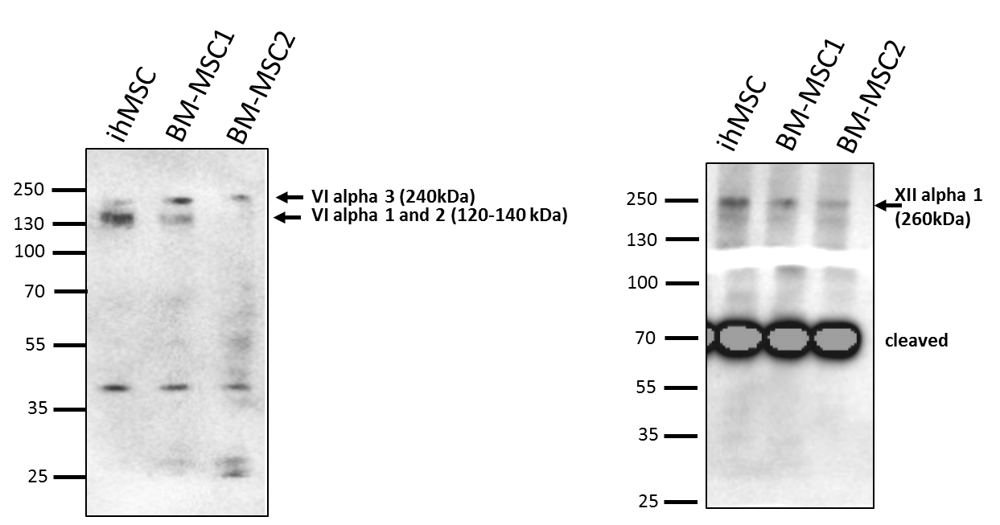 ihMSC
BM-MSC1
BM-MSC2
250
130
100
70
55
35
25
VI alpha 3 (240kDa)
VI alpha 1 and 2 (120-140 kDa)
ihMSC
BM-MSC1
BM-MSC2
250
130
100
70
55
35
25
XII alpha 1
(260kDa)
cleaved